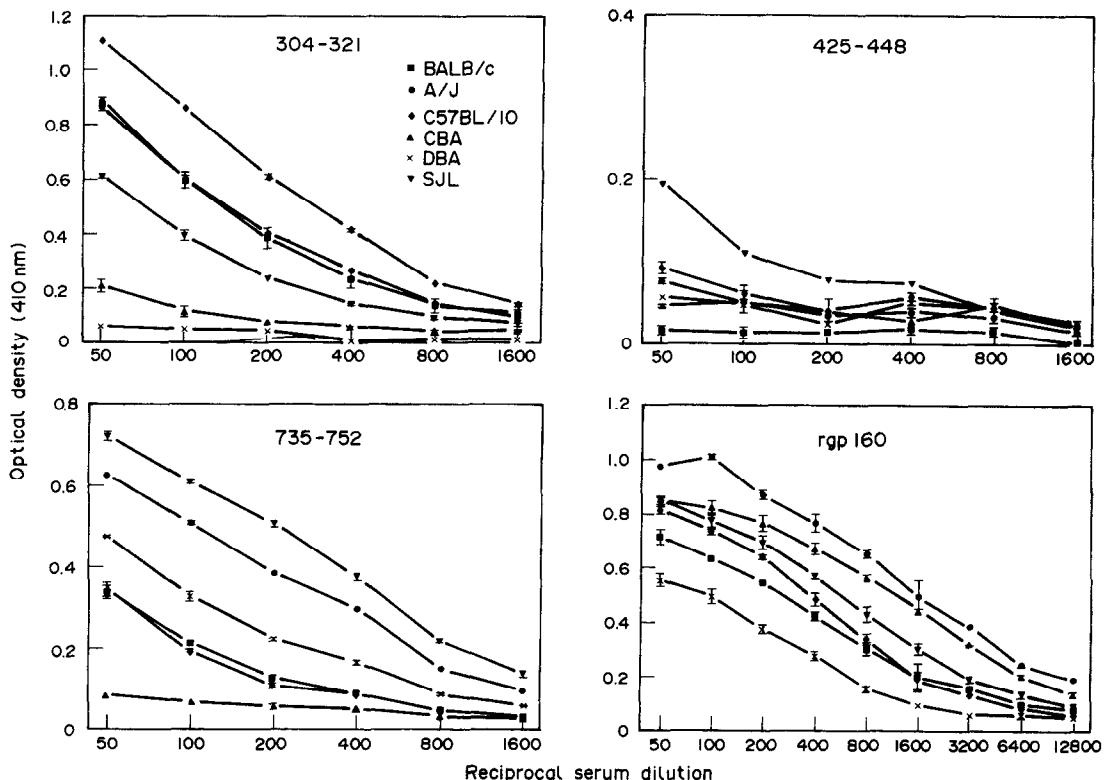 304-321
425-448
BALB/c
A/J
C57BL/10
CBA
DBA
SJL
1.2
1.0
0.8
0.6
0.4
0.2
0
50 100 200 400 800 1600
0.4
0.2
0
50 100 200 400 800 1600
Optical density (410 nm)
735-752
rgp 160
0.8
0.6
0.4
0.2
0
50 100 200 400 800 1600
1.2
1.0
0.8
0.6
0.4
0.2
0
50 100 200 400 800 1600 3200 6400 12800
Reciprocal serum dilution